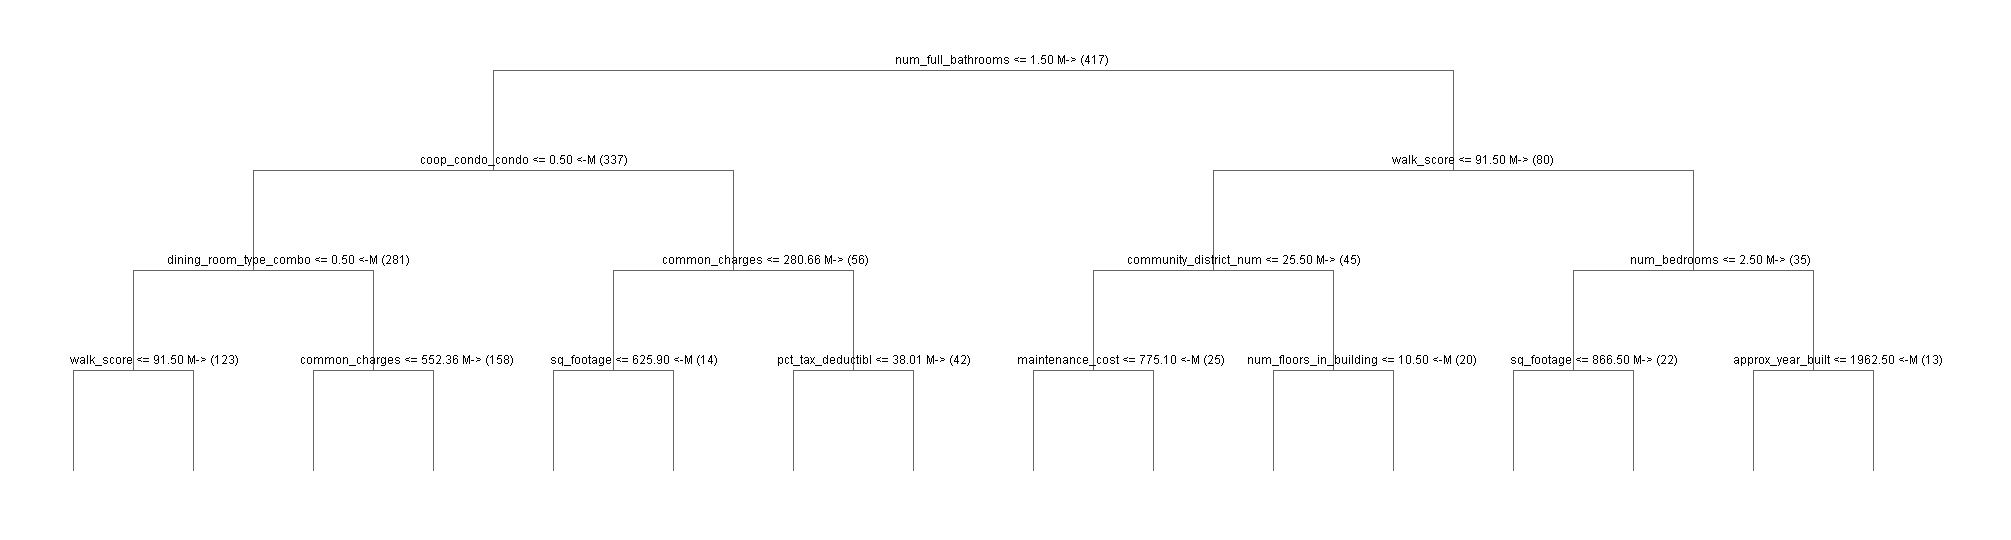 num_full_bathrooms <= 1.50 M-> (417)
coop_condo_condo <= 0.50 <-M (337)
walk_score <= 91.50 M-> (80)
dining_room_type_combo <= 0.50 <-M (281)
common_charges <= 280.66 M-> (56)
community_district_num <= 25.50 <-M (45)
num_bedrooms <= 2.50 M-> (35)
walk_score <= 91.50 M-> (123)
common_charges <= 552.36 M-> (158)
sq_footage <= 625.90 <-M (14)
pct_tax_deductibl <= 38.01 M-> (42)
maintenance_cost <= 775.10 <-M (25)
num_floors_in_building <= 10.50 <-M (20)
sq_footage <= 866.50 M-> (22)
approx_year_built <= 1962.50 <-M (13)